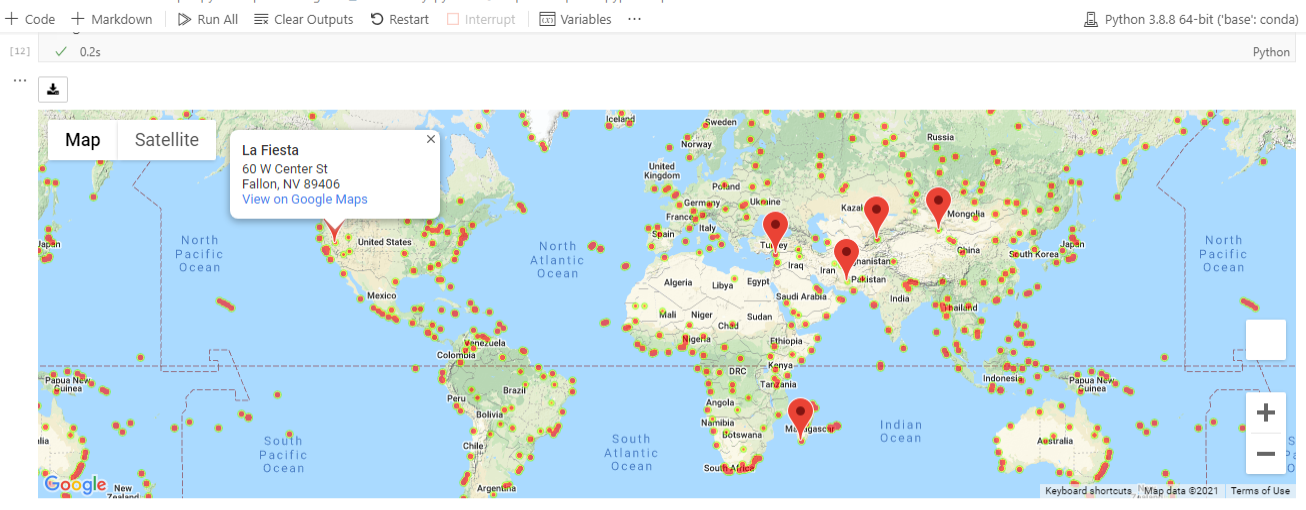 Code
Markdown
Run All
Clear Outputs
Restart
Interrupt
Variables
Python 3.8.8 64-bit ('base': conda)
[12]
0.2s
Python
Map
Satellite
La Fiesta
60 W Center St
Fallon, NV 89406
View on Google Maps
Iceland
Sweden
Norway
Russia
United
Kingdom
Poland
Germany
Ukraine
Kazak
Mongolia
France
Italy
Spain
Turkey
Japan
North
Pacific
Ocean
United States
North
Atlantic
Ocean
Iraq
Iran
hanistan
Pakistan
China
South Korea
Japan
North
Pacific
Ocean
Algeria
Libya
Egypt
Saudi Arabia
India
Thailand
Mexico
Mali
Niger
Chad
Sudan
Nigeria
Ethiopia
Venezuela
Colombia
Kenya
DRC
Tanzania
Indonesia
Papua New
Guinea
Papua New
Guinea
Peru
Brazil
Bolivia
Angola
Namibia
Botswana
Madagascar
Indian
Ocean
Australia
lia
South
Pacific
Ocean
Chile
South
Atlantic
Ocean
South Africa
Argentina
Google
New
Zealand
Keyboard shortcuts
Map data ©2021
Terms of Use